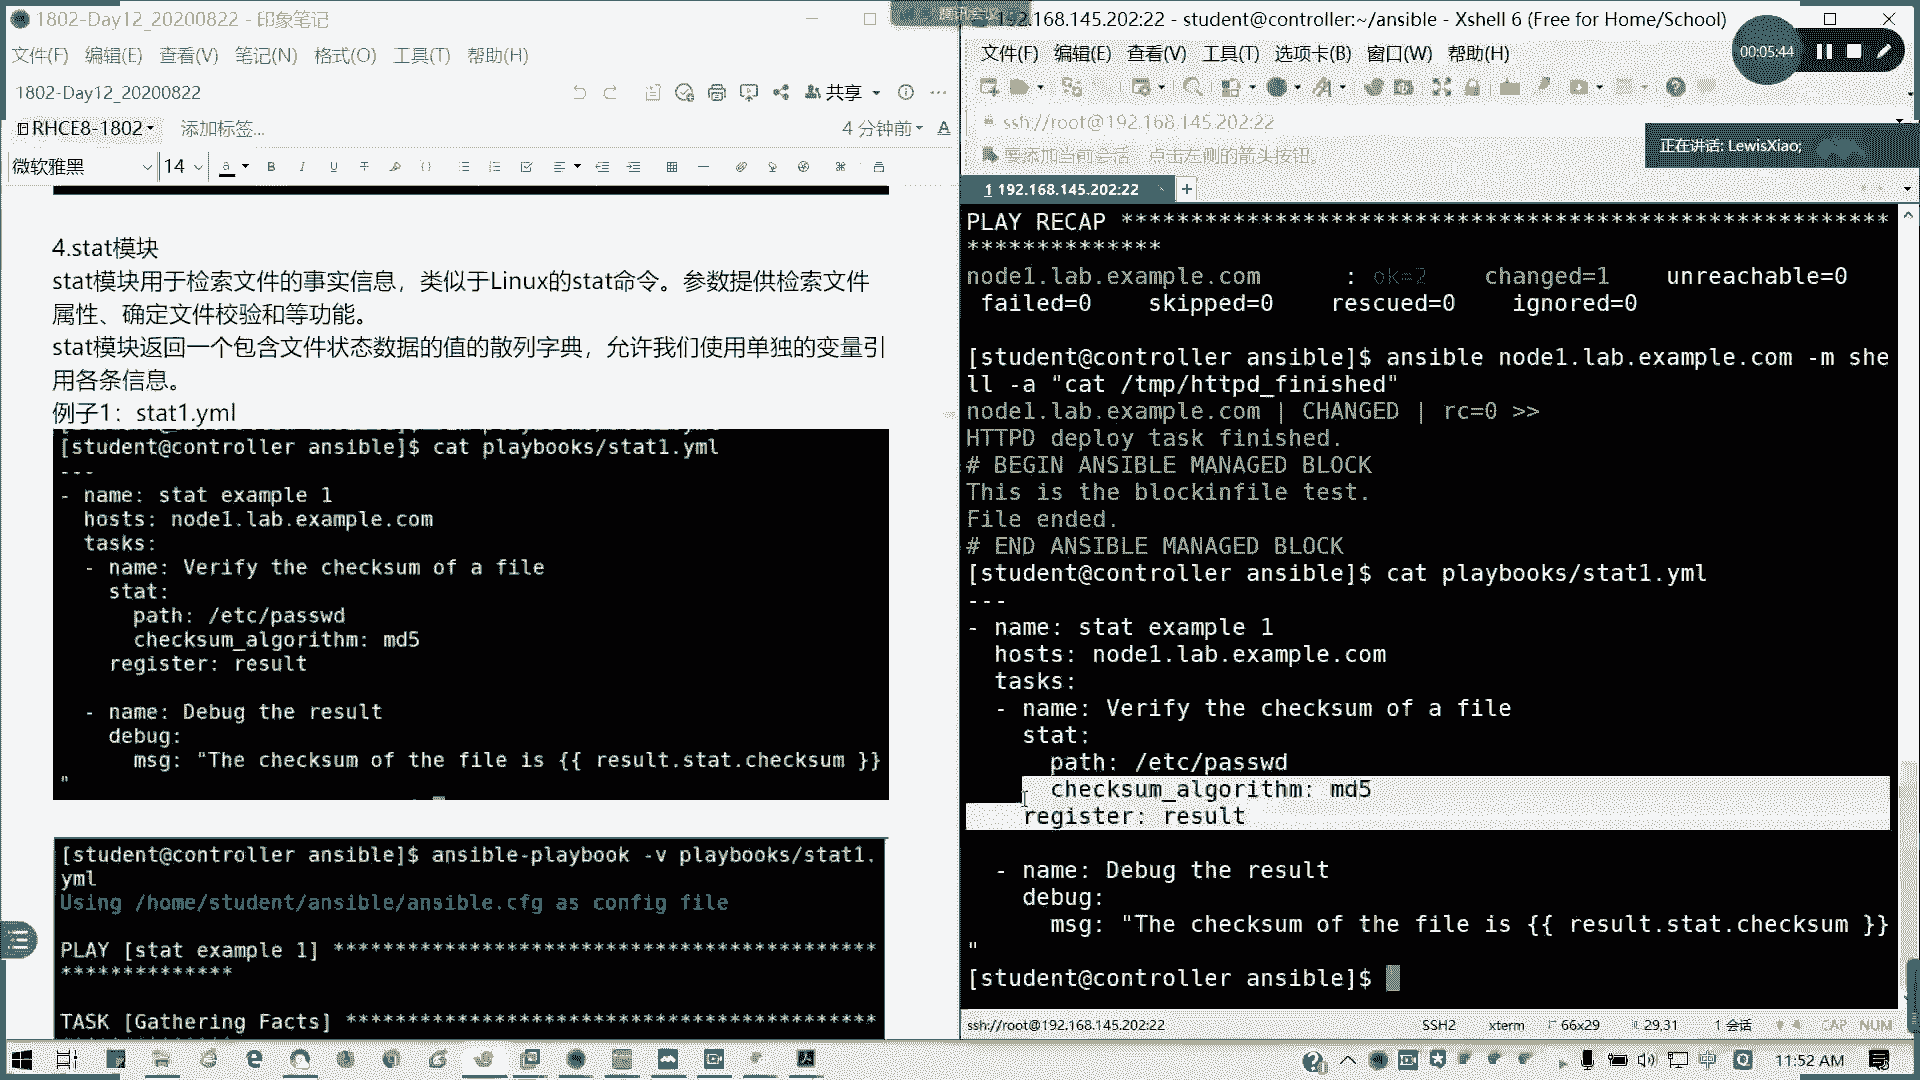 1802-Day12_20200822 - 印象笔记
文件(F) 编辑(E) 查看(V) 笔记(N) 格式(O) 工具(T) 帮助(H)
1802-Day12_20200822
共享
RHCE8-1802
添加标签...
4 分钟前
微软雅黑 14
4.stat模块
stat模块用于检索文件的事实信息，类似于Linux的stat命令。参数提供检索文件
属性、确定文件校验和等功能。
stat模块返回一个包含文件状态数据的值的散列字典，允许我们使用单独的变量引
用各条信息。
例子1：stat1.yml
[student@controller ansible]$ cat playbooks/stat1.yml
---
- name: stat example 1
  hosts: node1.lab.example.com
  tasks:
  - name: Verify the checksum of a file
    stat:
      path: /etc/passwd
      checksum_algorithm: md5
    register: result
  - name: Debug the result
    debug:
      msg: "The checksum of the file is {{ result.stat.checksum }}
"
[student@controller ansible]$ ansible-playbook -v playbooks/stat1.
yml
Using /home/student/ansible/ansible.cfg as config file
PLAY [stat example 1] ********************************************
**************
TASK [Gathering Facts] *******************************************
腾讯会议
192.168.145.202:22 - student@controller:~/ansible - Xshell 6 (Free for Home/School)
00:05:44
文件(F) 编辑(E) 查看(V) 工具(T) 选项卡(B) 窗口(W) 帮助(H)
ssh://root@192.168.145.202:22
正在讲话: LewisXiao;
要添加当前会话，点击左侧的箭头按钮。
1 192.168.145.202:22
PLAY RECAP *******************************************************
**************
node1.lab.example.com : ok=2 changed=1 unreachable=0
failed=0 skipped=0 rescued=0 ignored=0
[student@controller ansible]$ ansible node1.lab.example.com -m she
ll -a "cat /tmp/httpd_finished"
node1.lab.example.com | CHANGED | rc=0 >>
HTTPD deploy task finished.
# BEGIN ANSIBLE MANAGED BLOCK
This is the blockinfile test.
File ended.
# END ANSIBLE MANAGED BLOCK
[student@controller ansible]$ cat playbooks/stat1.yml
---
- name: stat example 1
  hosts: node1.lab.example.com
  tasks:
  - name: Verify the checksum of a file
    stat:
      path: /etc/passwd
      checksum_algorithm: md5
    register: result
  - name: Debug the result
    debug:
      msg: "The checksum of the file is {{ result.stat.checksum }}
"
[student@controller ansible]$
ssh://root@192.168.145.202:22 SSH2 xterm 66x29 29,31 1 会话 CAP NUM
中 11:52 AM